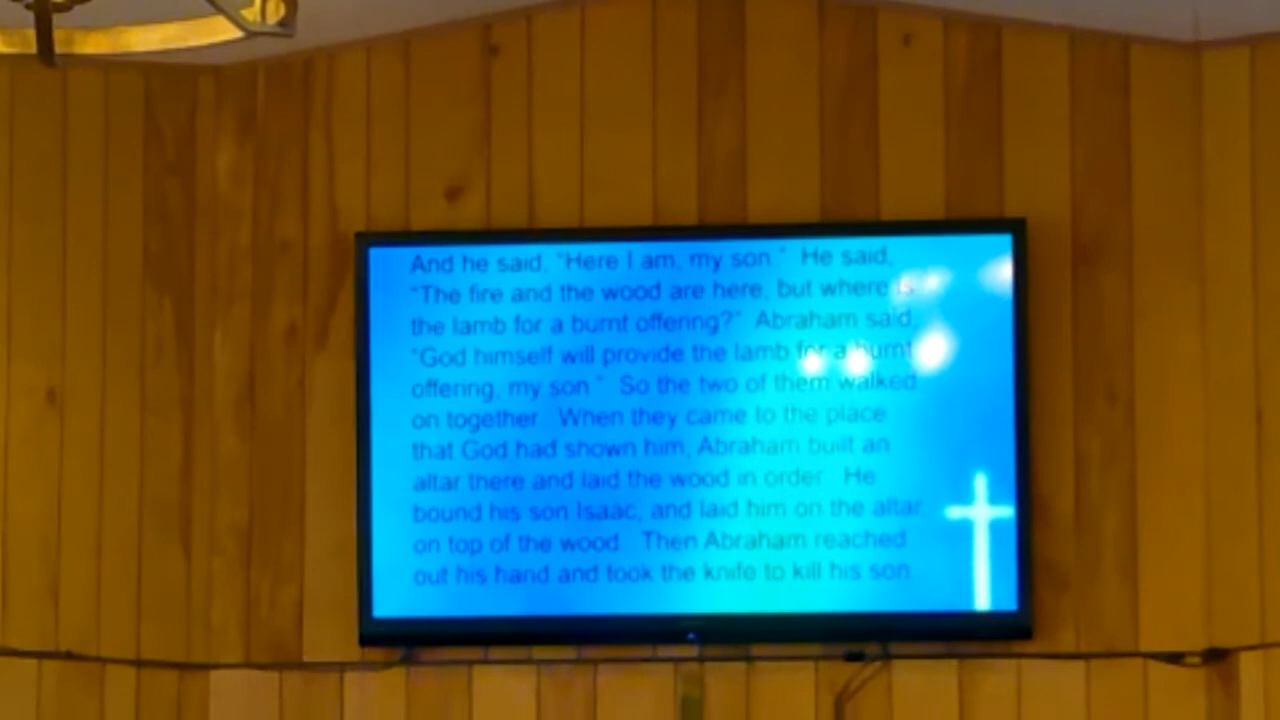 And he said, "Here I am, my son." He said,
"The fire and the wood are here, but where is
the lamb for a burnt offering?" Abraham said,
"God himself will provide the lamb for a burnt
offering, my son." So the two of them walked
on together. When they came to the place
that God had shown him, Abraham built an
altar there and laid the wood in order. He
bound his son Isaac, and laid him on the altar,
on top of the wood. Then Abraham reached
out his hand and took the knife to kill his son.